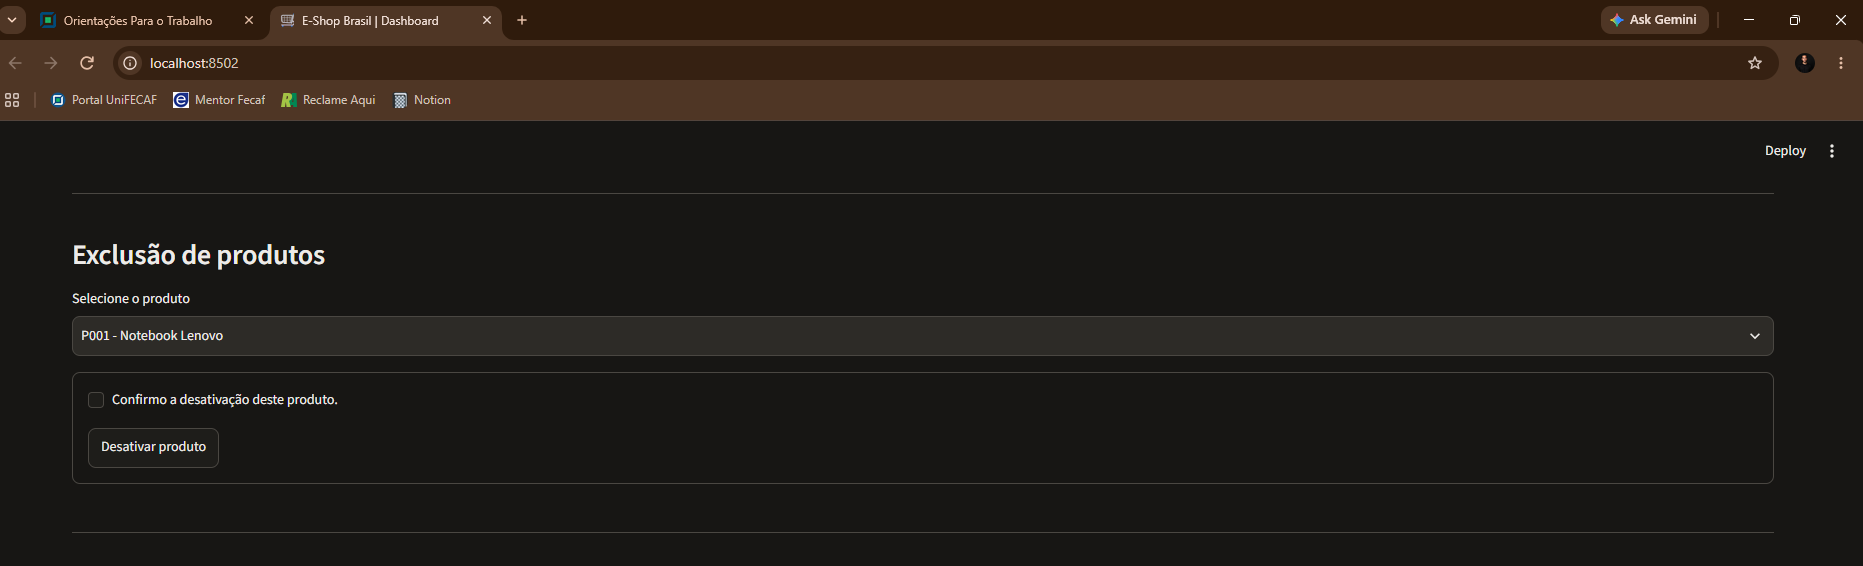 Orientações Para o Trabalho
E-Shop Brasil | Dashboard
Ask Gemini
localhost:8502
Portal UniFECAF
Mentor Fecaf
Reclame Aqui
Notion
Deploy
Exclusão de produtos
Selecione o produto
P001 - Notebook Lenovo
Confirmo a desativação deste produto.
Desativar produto